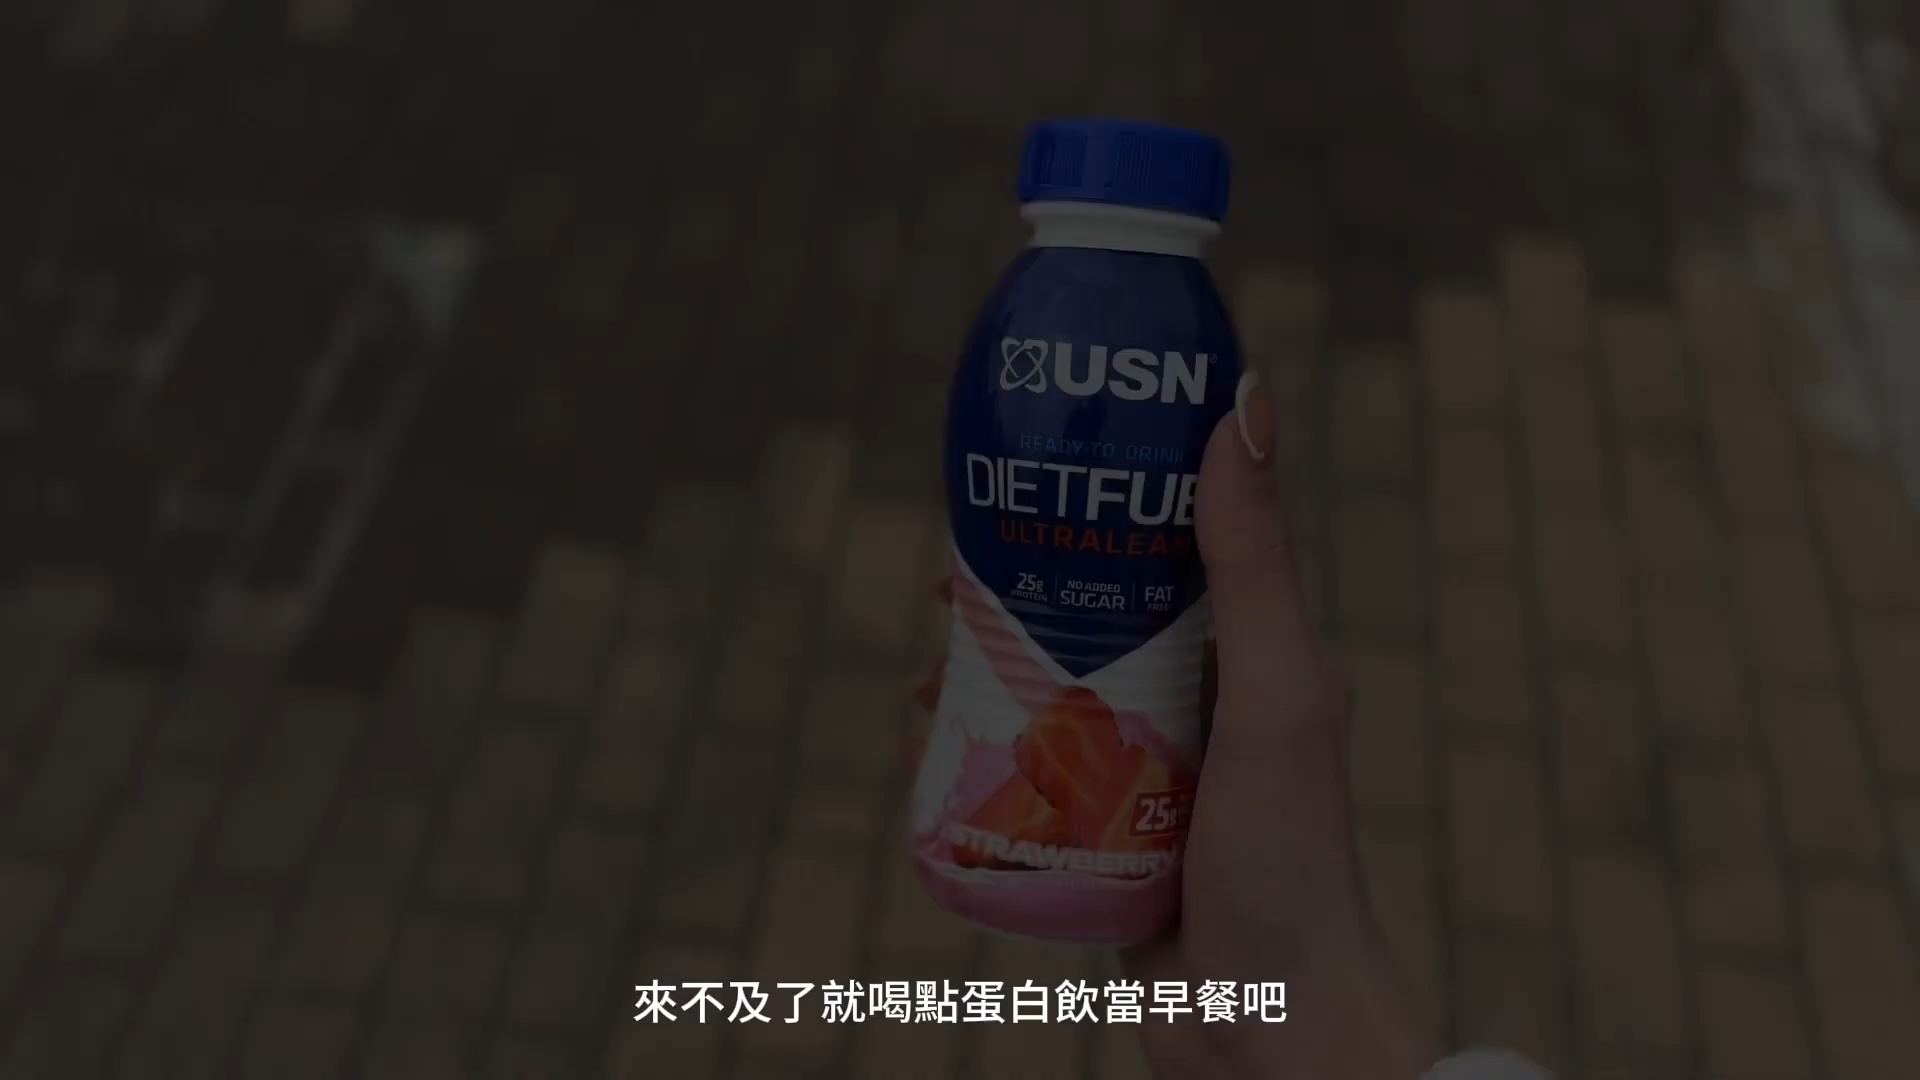 USN®
READY-TO DRINK
DIETFUE
ULTRALEAN
25g
PROTEIN
NO ADDED
SUGAR
FAT
FREE
25g
STRAWBERRY
來不及了就喝點蛋白飲當早餐吧